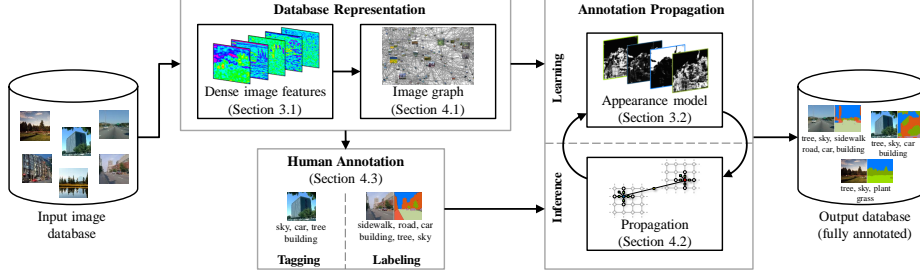 Database Representation
Dense image features
(Section 3.1)
Image graph
(Section 4.1)
Input image
database
Human Annotation
(Section 4.3)
sky, car, tree
building
Tagging
sidewalk, road, car
building, tree, sky
Labeling
Annotation Propagation
Learning
Appearance model
(Section 3.2)
Inference
Propagation
(Section 4.2)
tree, sky, sidewalk
road, car, building
tree, sky, car
building
tree, sky, plant
grass
Output database
(fully annotated)